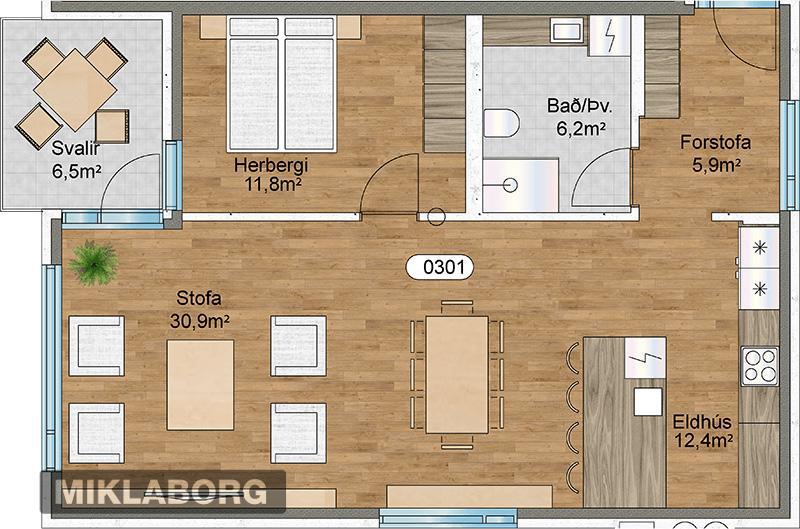 Svalir
6,5m²
Herbergi
11,8m²
Bað/Þv.
6,2m²
Forstofa
5,9m²
0301
Stofa
30,9m²
Eldhús
12,4m²
MIKLABORG